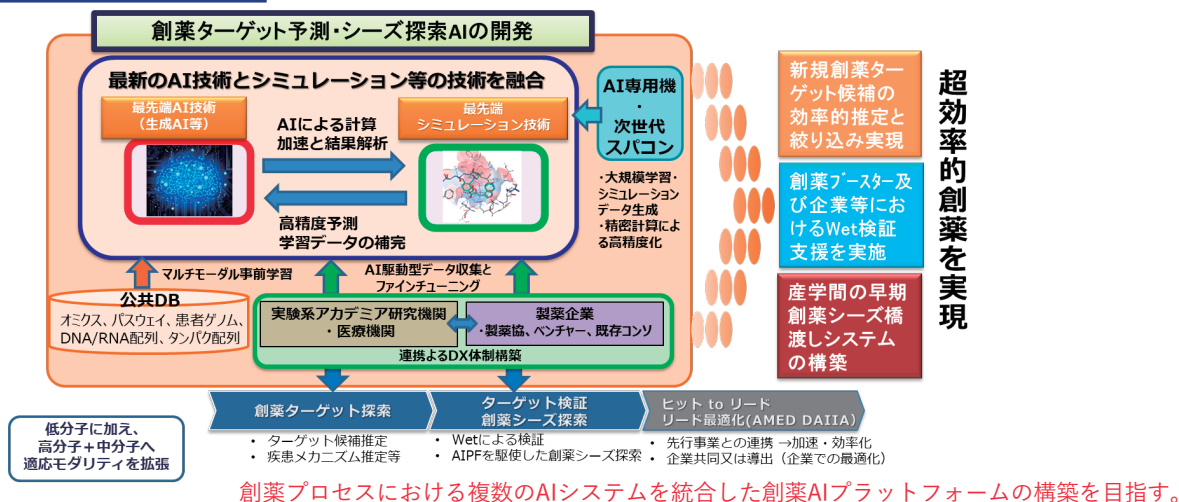 創薬ターゲット予測・シーズ探索AIの開発
最新のAI技術とシミュレーション等の技術を融合
最先端AI技術
（生成AI等）
AIによる計算
加速と結果解析
最先端
シミュレーション技術
高精度予測
学習データの補完
AI専用機
・
次世代
スパコン
・大規模学習・
シミュレーション
データ生成
・精密計算によ
る高精度化
マルチモーダル事前学習
AI駆動型データ収集と
ファインチューニング
公共DB
オミクス、パスウェイ、患者ゲノム、
DNA/RNA配列、タンパク配列
実験系アカデミア研究機関
・医療機関
製薬企業
・製薬協、ベンチャー、既存コンソ
連携よるDX体制構築
新規創薬ター
ゲット候補の
効率的推定と
絞り込み実現
創薬ブースター及
び企業等にお
けるWet検証
支援を実施
産学間の早期
創薬シーズ橋
渡しシステム
の構築
超効率的創薬を実現
創薬ターゲット探索
ターゲット検証
創薬シーズ探索
ヒット to リード
リード最適化(AMED DAIIA)
• ターゲット候補推定
• 疾患メカニズム推定等
• Wetによる検証
• AIPFを駆使した創薬シーズ探索
• 先行事業との連携 →加速・効率化
• 企業共同又は導出（企業での最適化）
低分子に加え、
高分子＋中分子へ
適応モダリティを拡張
創薬プロセスにおける複数のAIシステムを統合した創薬AIプラットフォームの構築を目指す。